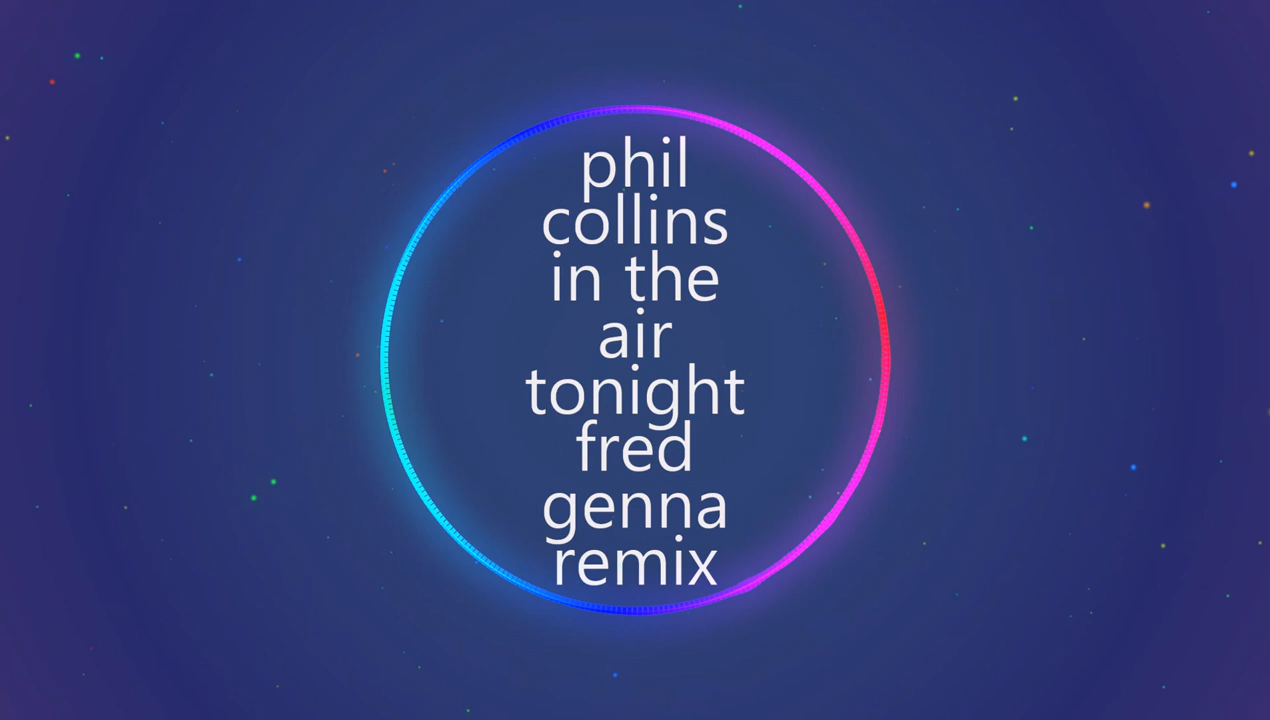 phil
collins
in the
air
tonight
fred
genna
remix